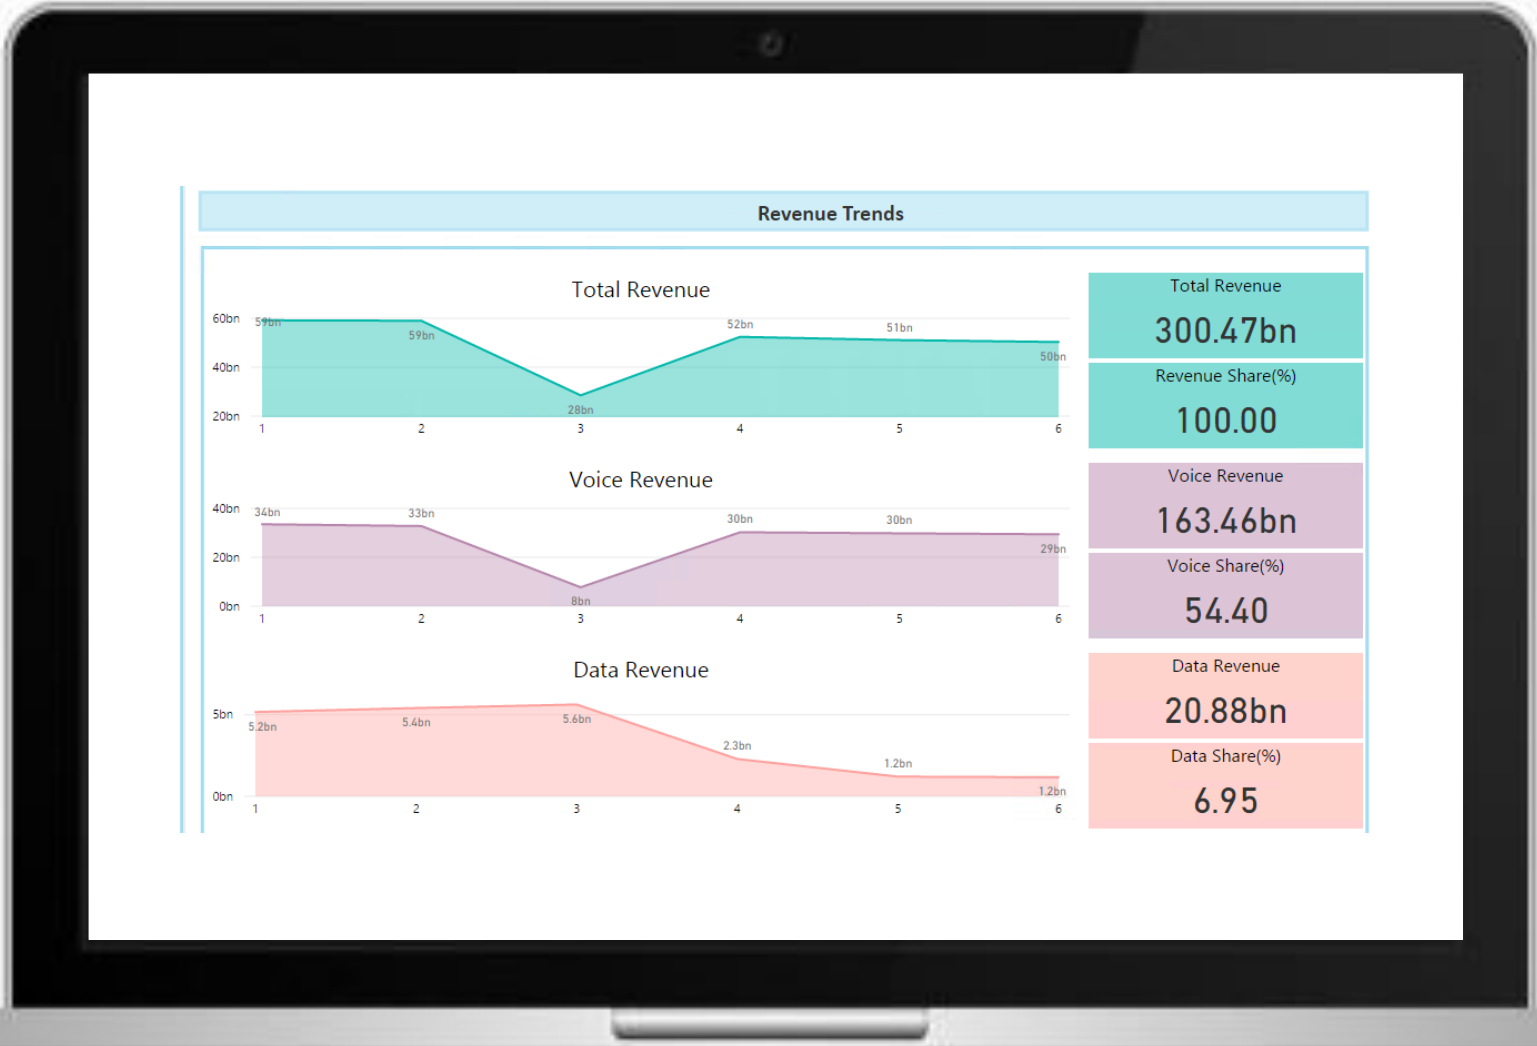 Revenue Trends
Total Revenue
60bn
40bn
20bn
59bn
59bn
28bn
52bn
51bn
50bn
1 2 3 4 5 6
Total Revenue
300.47bn
Revenue Share(%)
100.00
Voice Revenue
40bn
20bn
0bn
34bn
33bn
8bn
30bn
30bn
29bn
1 2 3 4 5 6
Voice Revenue
163.46bn
Voice Share(%)
54.40
Data Revenue
5bn
0bn
5.2bn
5.4bn
5.6bn
2.3bn
1.2bn
1.2bn
1 2 3 4 5 6
Data Revenue
20.88bn
Data Share(%)
6.95